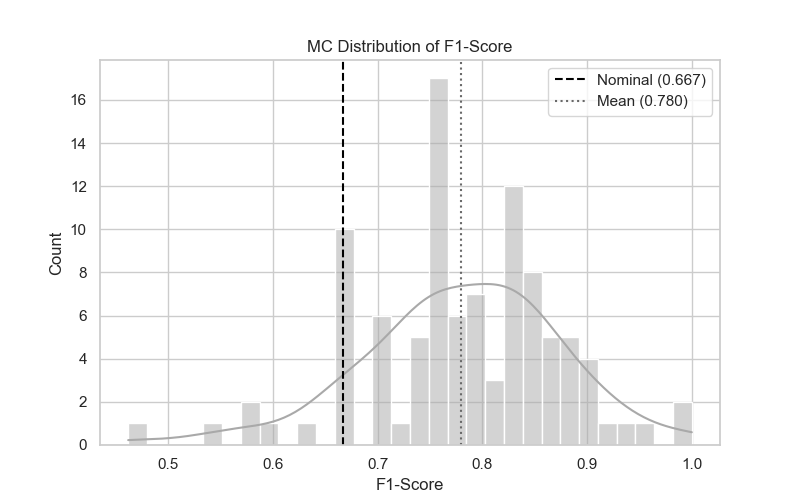 MC Distribution of F1-Score
Nominal (0.667)
Mean (0.780)
Count
16
14
12
10
8
6
4
2
0
0.5 0.6 0.7 0.8 0.9 1.0
F1-Score